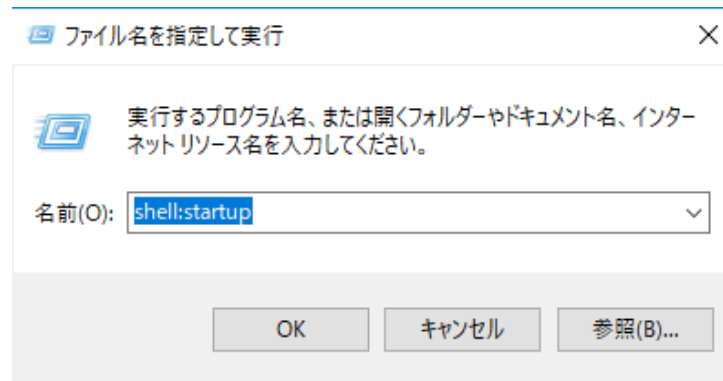 ファイル名を指定して実行
実行するプログラム名、または開くフォルダーやドキュメント名、インター
ネット リソース名を入力してください。
名前(O): shell:startup
OK キャンセル 参照(B)...